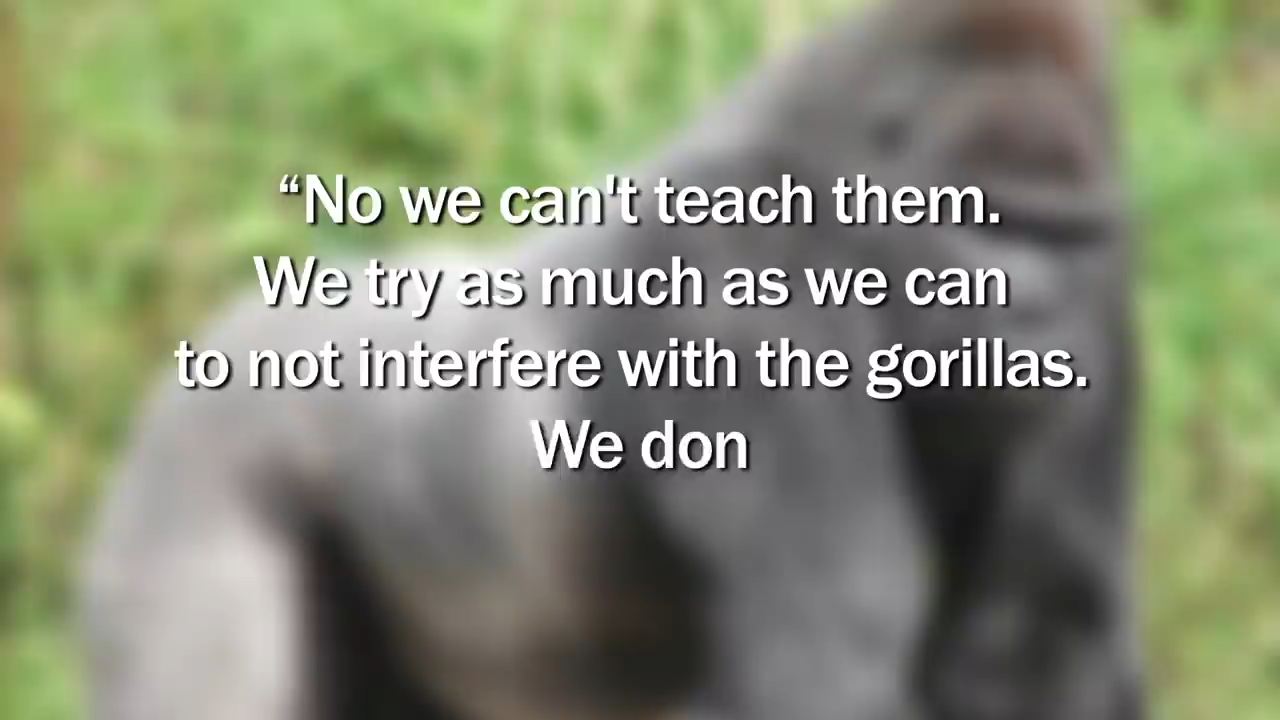 “No we can't teach them.
We try as much as we can
to not interfere with the gorillas.
We don